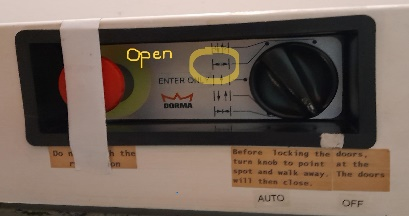 Open
ENTER ON
DORMA
Do the
on
Before locking the doors,
turn knob to point at the
spot and walk away. The doors
will then close.
AUTO
OFF